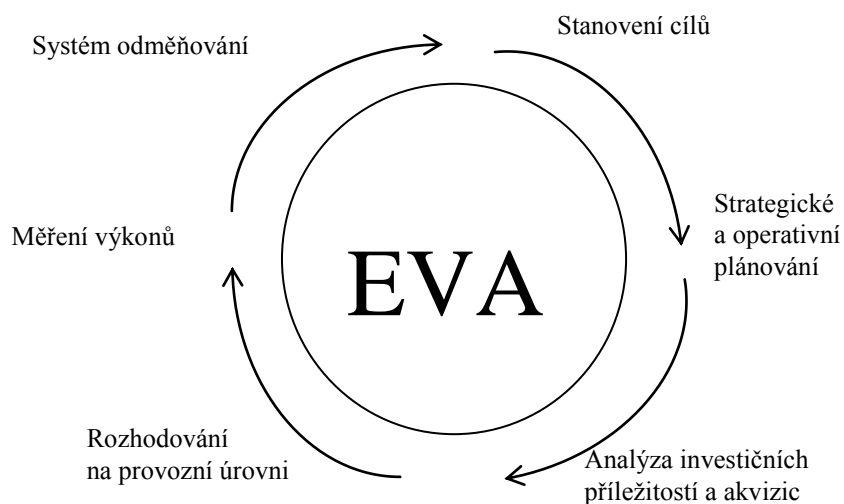 Systém odměňování
Stanovení cílů
Měření výkonů
Strategické
a operativní
plánování
EVA
Rozhodování
na provozní úrovni
Analýza investičních
příležitostí a akvizic